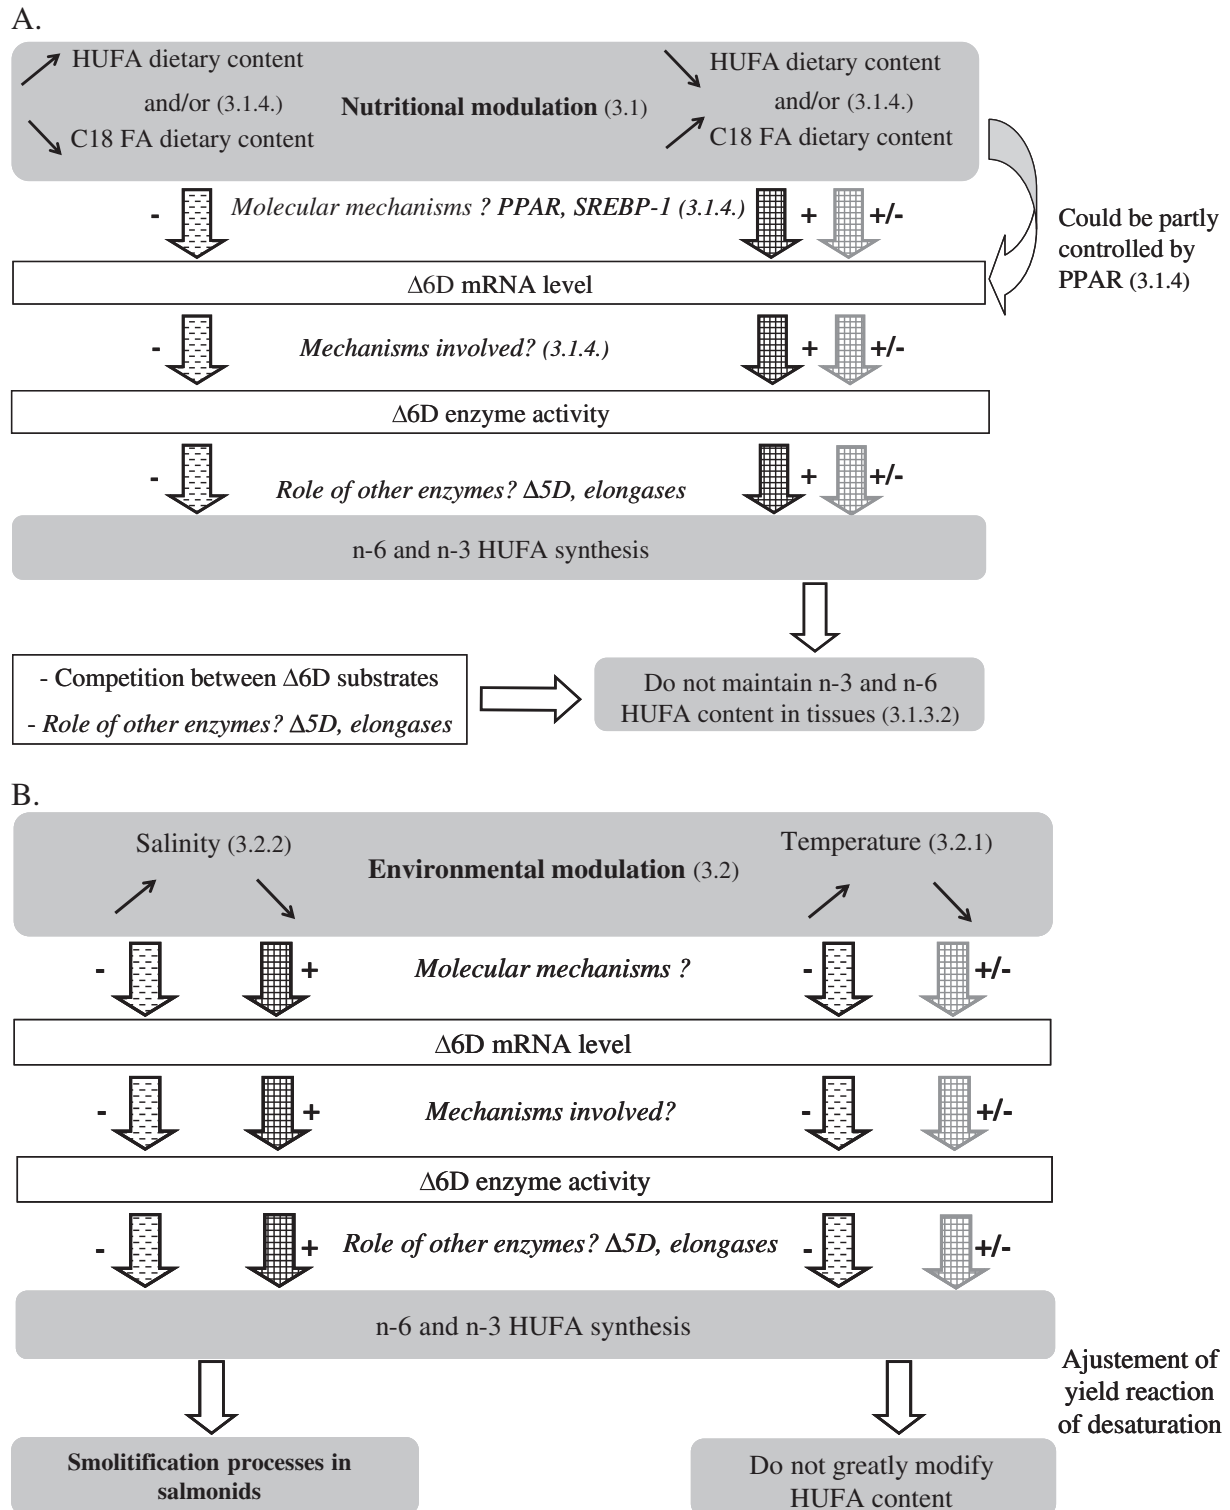 A.
HUFA dietary content
and/or (3.1.4.)
C18 FA dietary content
Nutritional modulation (3.1)
HUFA dietary content
and/or (3.1.4.)
C18 FA dietary content
- Molecular mechanisms ? PPAR, SREBP-1 (3.1.4.) + +/-
Could be partly
controlled by
PPAR (3.1.4)
Δ6D mRNA level
- Mechanisms involved? (3.1.4.) + +/-
Δ6D enzyme activity
- Role of other enzymes? Δ5D, elongases + +/-
n-6 and n-3 HUFA synthesis
- Competition between Δ6D substrates
- Role of other enzymes? Δ5D, elongases
Do not maintain n-3 and n-6
HUFA content in tissues (3.1.3.2)
B.
Salinity (3.2.2)
Environmental modulation (3.2)
Temperature (3.2.1)
- + Molecular mechanisms ? - +/-
Δ6D mRNA level
- + Mechanisms involved? - +/-
Δ6D enzyme activity
- + Role of other enzymes? Δ5D, elongases - +/-
n-6 and n-3 HUFA synthesis
Ajustement of
yield reaction
of desaturation
Smolitification processes in
salmonids
Do not greatly modify
HUFA content